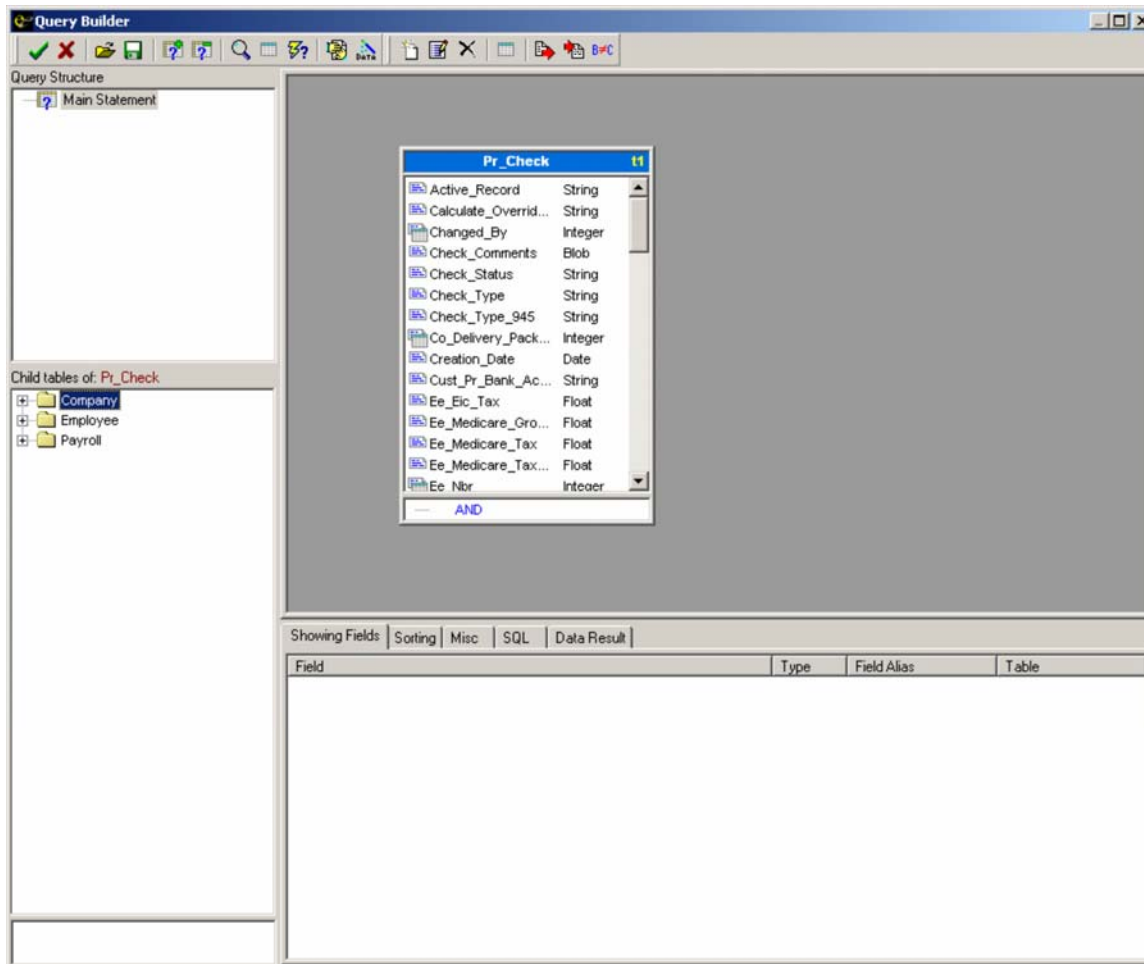 Query Builder
DATA B≠C
Query Structure
Main Statement
Child tables of: Pr_Check
Company
Employee
Payroll
Pr_Check t1
Active_Record String
Calculate_Overrid... String
Changed_By Integer
Check_Comments Blob
Check_Status String
Check_Type String
Check_Type_945 String
Co_Delivery_Pack... Integer
Creation_Date Date
Cust_Pr_Bank_Ac... String
Ee_Eic_Tax Float
Ee_Medicare_Gro... Float
Ee_Medicare_Tax Float
Ee_Medicare_Tax... Float
Ee_Nbr Integer
AND
Showing Fields Sorting Misc SQL Data Result
Field Type Field Alias Table